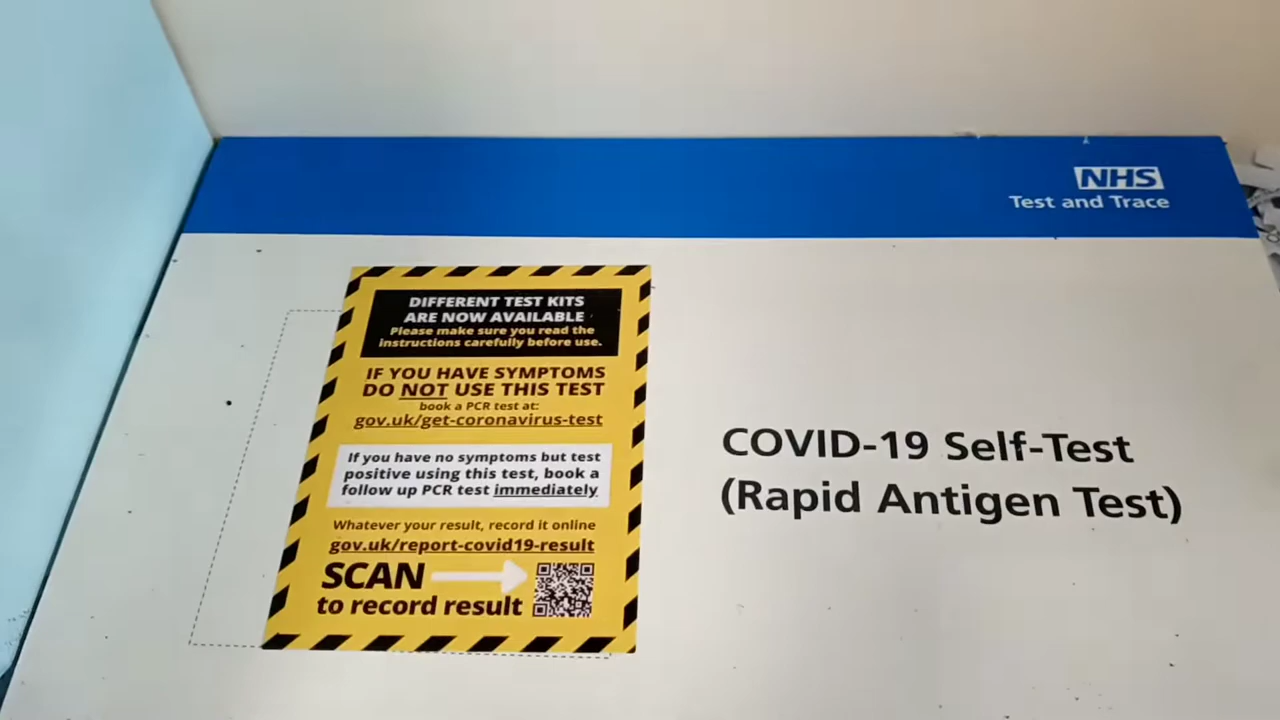 NHS
Test and Trace
DIFFERENT TEST KITS
ARE NOW AVAILABLE
Please make sure you read the
instructions carefully before use.
IF YOU HAVE SYMPTOMS
DO NOT USE THIS TEST
book a PCR test at:
gov.uk/get-coronavirus-test
If you have no symptoms but test
positive using this test, book a
follow up PCR test immediately
Whatever your result, record it online
gov.uk/report-covid19-result
SCAN
to record result
COVID-19 Self-Test
(Rapid Antigen Test)